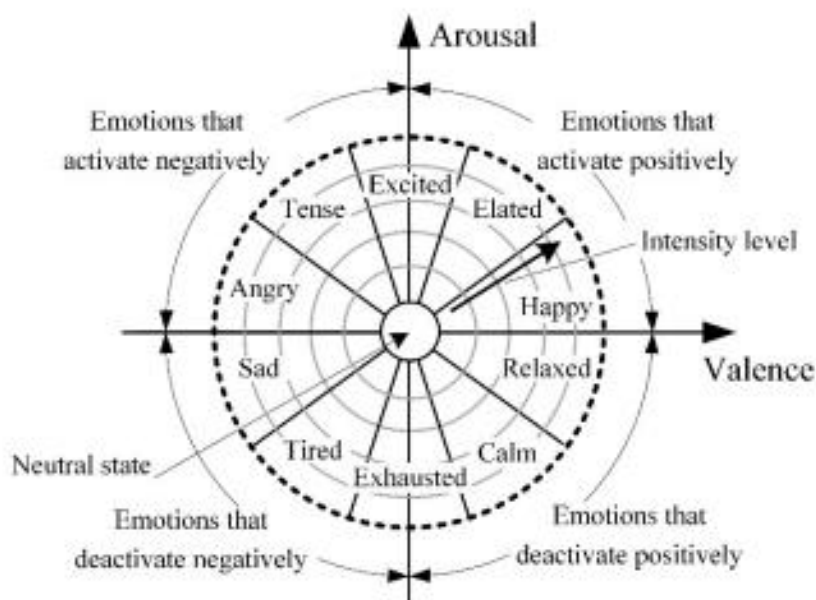 Arousal
Emotions that
activate negatively
Emotions that
activate positively
Excited
Tense
Elated
Intensity level
Angry
Happy
Sad
Relaxed
Valence
Tired
Calm
Neutral state
Exhausted
Emotions that
deactivate negatively
Emotions that
deactivate positively